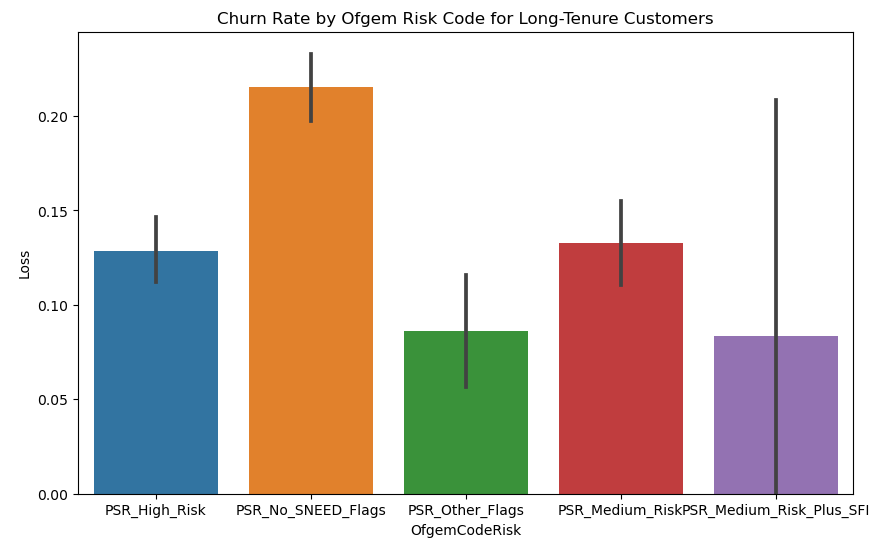 Churn Rate by Ofgem Risk Code for Long-Tenure Customers
Loss
0.20
0.15
0.10
0.05
0.00
PSR_High_Risk PSR_No_SNEED_Flags PSR_Other_Flags PSR_Medium_Risk PSR_Medium_Risk_Plus_SFI
OfgemCodeRisk